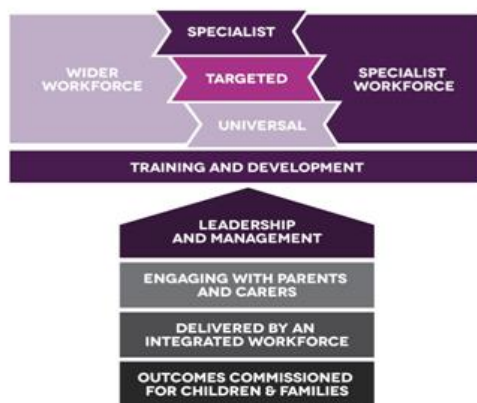 SPECIALIST
WIDER
WORKFORCE
TARGETED
SPECIALIST
WORKFORCE
UNIVERSAL
TRAINING AND DEVELOPMENT
LEADERSHIP
AND MANAGEMENT
ENGAGING WITH PARENTS
AND CARERS
DELIVERED BY AN
INTEGRATED WORKFORCE
OUTCOMES COMMISSIONED
FOR CHILDREN & FAMILIES